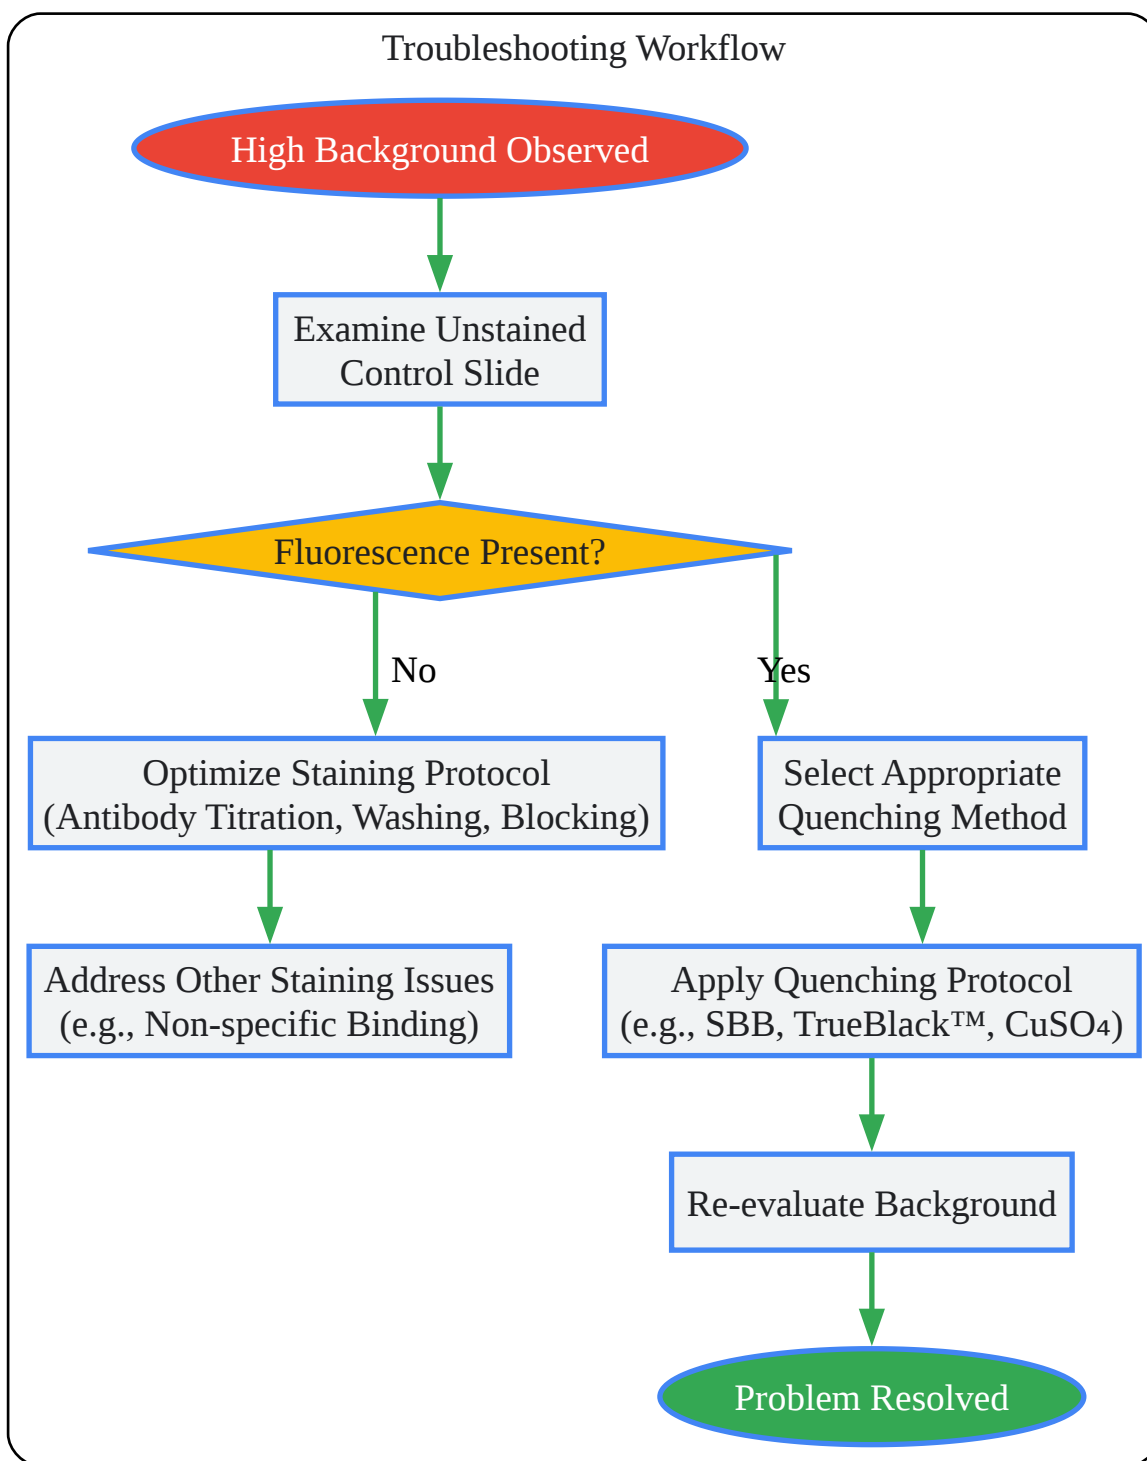 Troubleshooting Workflow
High Background Observed
Examine Unstained
Control Slide
Fluorescence Present?
No
Yes
Optimize Staining Protocol
(Antibody Titration, Washing, Blocking)
Select Appropriate
Quenching Method
Address Other Staining Issues
(e.g., Non-specific Binding)
Apply Quenching Protocol
(e.g., SBB, TrueBlack™, CuSO₄)
Re-evaluate Background
Problem Resolved